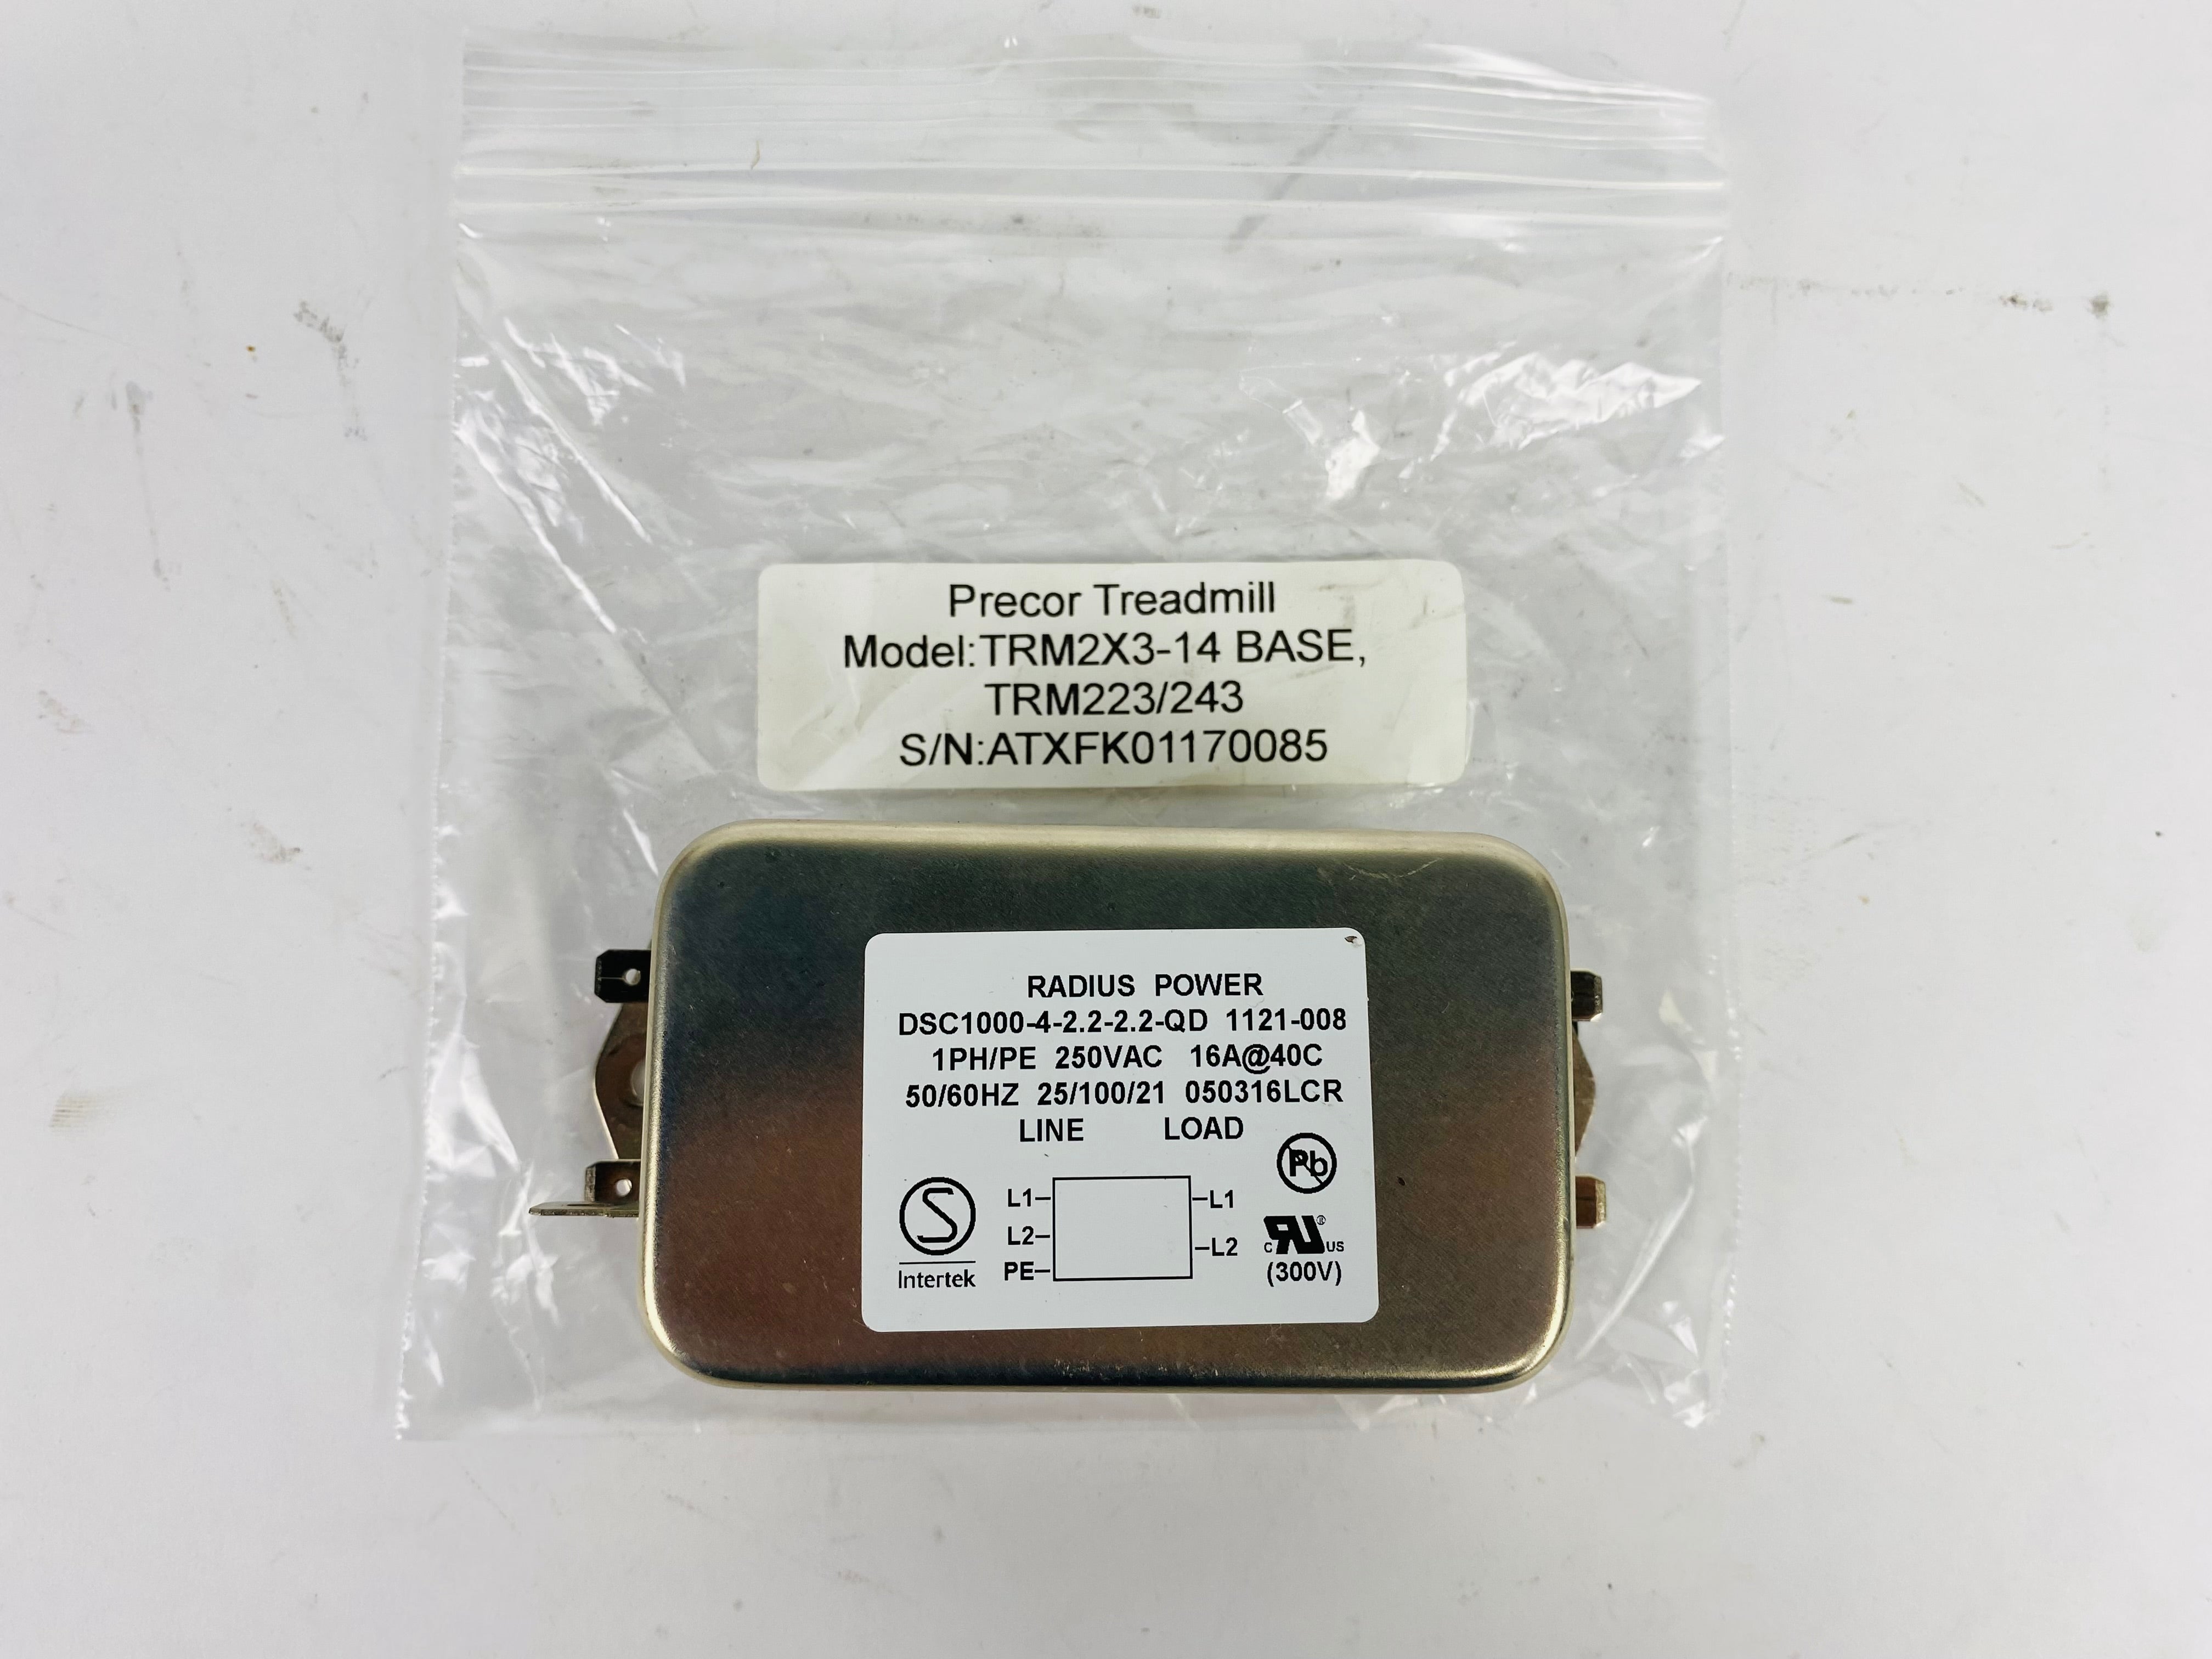 Precor Treadmill
Model:TRM2X3-14 BASE,
TRM223/243
S/N:ATXFK01170085
RADIUS POWER
DSC1000-4-2.2-2.2-QD 1121-008
1PH/PE 250VAC 16A@40C
50/60HZ 25/100/21 050316LCR
LINE LOAD
Pb
S
Intertek
L1 L1
L2 L2
PE
c RU ® US
(300V)